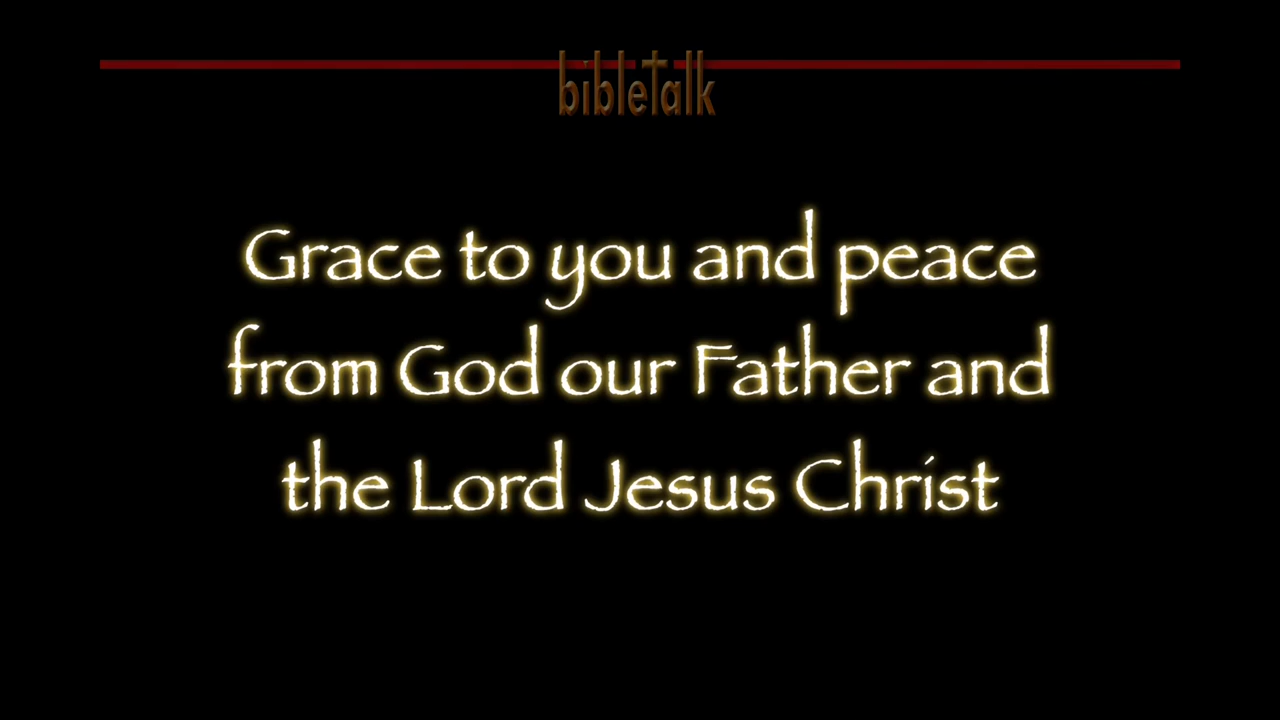 bibleTalk
Grace to you and peace
from God our Father and
the Lord Jesus Christ